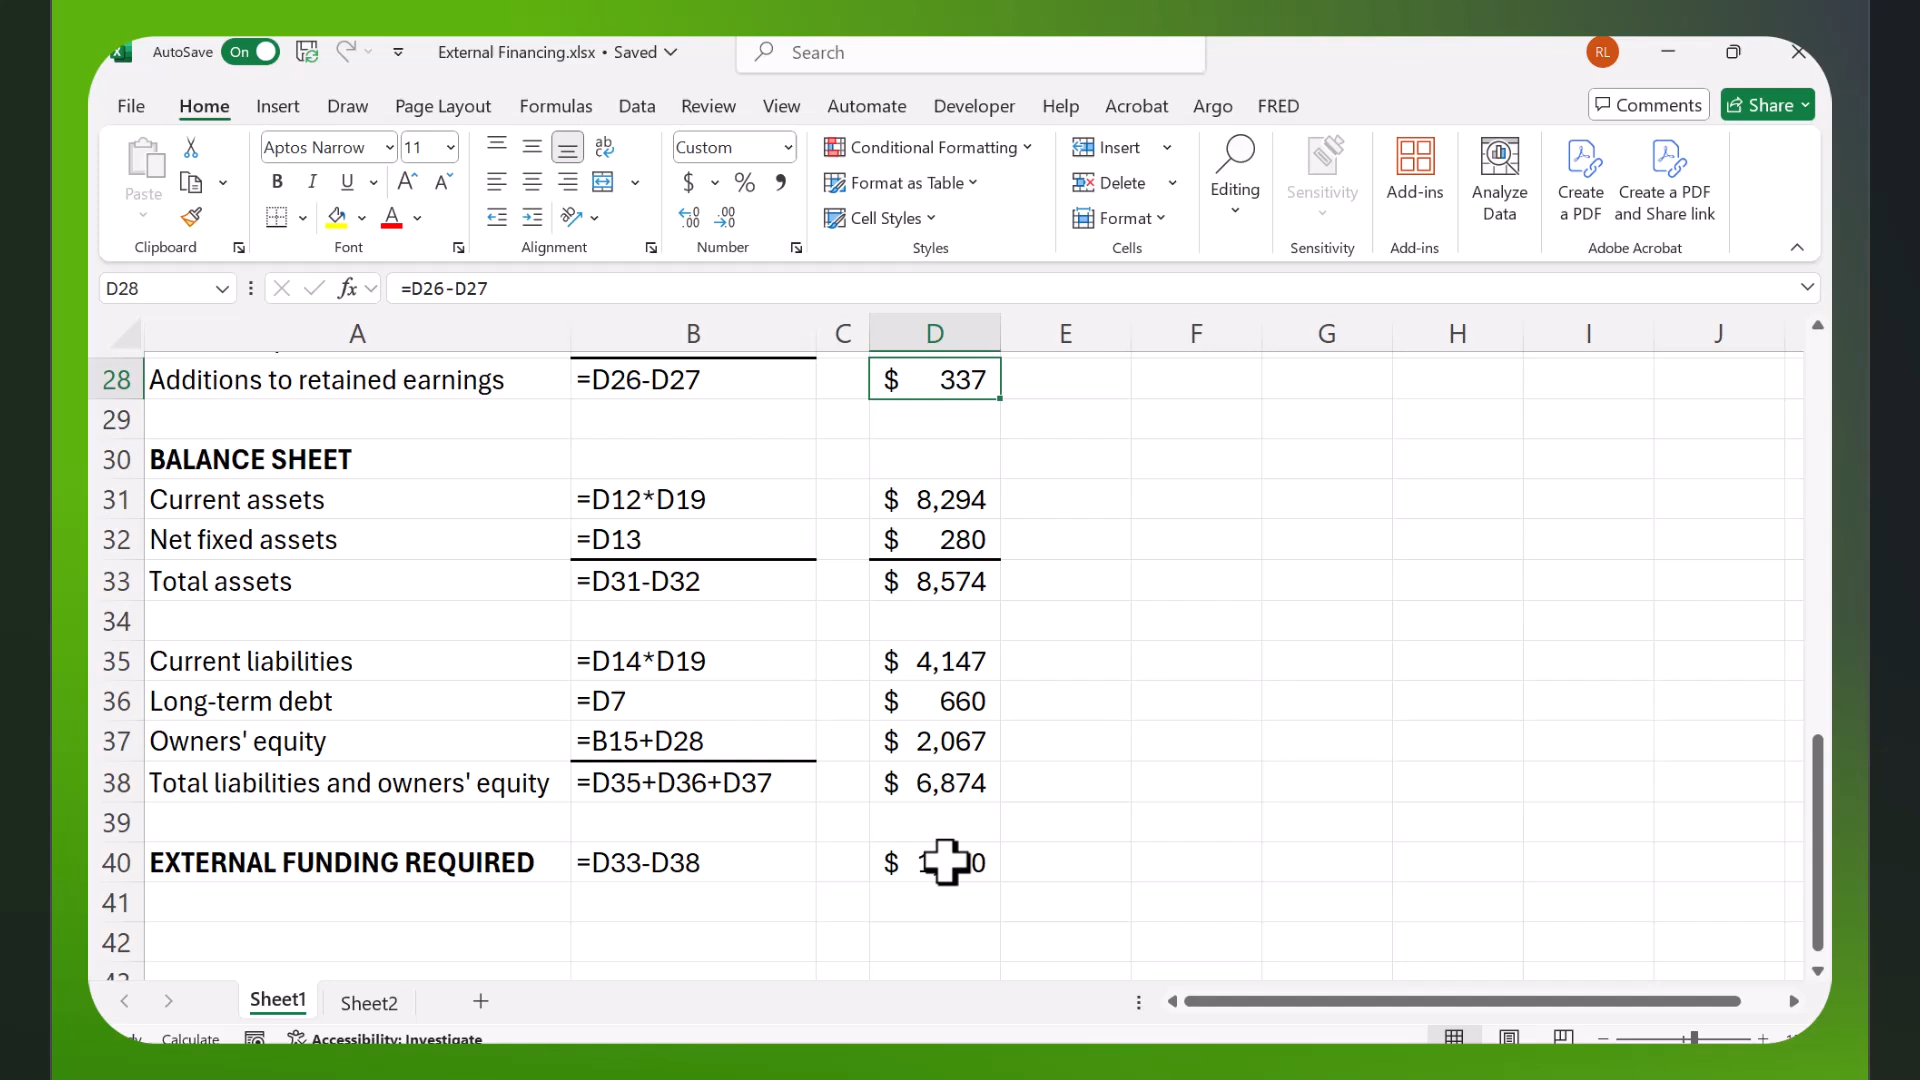 AutoSave On External Financing.xlsx • Saved Search RL
File Home Insert Draw Page Layout Formulas Data Review View Automate Developer Help Acrobat Argo FRED Comments Share
Paste
Clipboard
Aptos Narrow 11
B I U A A
A
Font
ab
Alignment
Custom
$ % 9
.00 .00
Number
Conditional Formatting
Format as Table
Cell Styles
Styles
Insert
Delete
Format
Cells
Editing
Sensitivity
Sensitivity
Add-ins
Add-ins
Analyze
Data
Create
a PDF
Create a PDF
and Share link
Adobe Acrobat
D28 fx =D26-D27
A B C D E F G H I J
28 Additions to retained earnings =D26-D27 $ 337
29
30 BALANCE SHEET
31 Current assets =D12*D19 $ 8,294
32 Net fixed assets =D13 $ 280
33 Total assets =D31-D32 $ 8,574
34
35 Current liabilities =D14*D19 $ 4,147
36 Long-term debt =D7 $ 660
37 Owners' equity =B15+D28 $ 2,067
38 Total liabilities and owners' equity =D35+D36+D37 $ 6,874
39
40 EXTERNAL FUNDING REQUIRED =D33-D38 $
41
42
Sheet1 Sheet2
Calculate Accessibility: Investigate